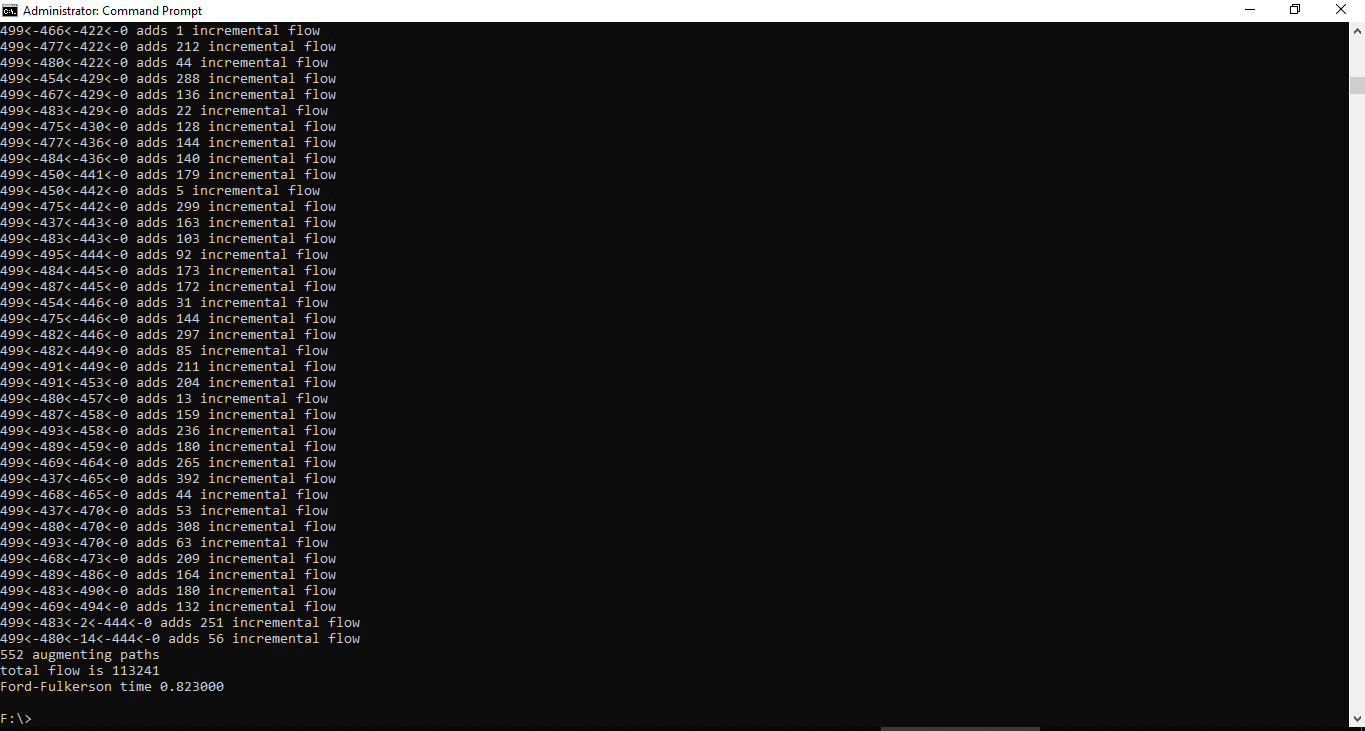 Administrator: Command Prompt
499<-466<-422<-0 adds 1 incremental flow
499<-477<-422<-0 adds 212 incremental flow
499<-480<-422<-0 adds 44 incremental flow
499<-454<-429<-0 adds 288 incremental flow
499<-467<-429<-0 adds 136 incremental flow
499<-483<-429<-0 adds 22 incremental flow
499<-475<-430<-0 adds 128 incremental flow
499<-477<-436<-0 adds 144 incremental flow
499<-484<-436<-0 adds 140 incremental flow
499<-450<-441<-0 adds 179 incremental flow
499<-450<-442<-0 adds 5 incremental flow
499<-475<-442<-0 adds 299 incremental flow
499<-437<-443<-0 adds 163 incremental flow
499<-483<-443<-0 adds 103 incremental flow
499<-495<-444<-0 adds 92 incremental flow
499<-484<-445<-0 adds 173 incremental flow
499<-487<-445<-0 adds 172 incremental flow
499<-454<-446<-0 adds 31 incremental flow
499<-475<-446<-0 adds 144 incremental flow
499<-482<-446<-0 adds 297 incremental flow
499<-482<-449<-0 adds 85 incremental flow
499<-491<-449<-0 adds 211 incremental flow
499<-491<-453<-0 adds 204 incremental flow
499<-480<-457<-0 adds 13 incremental flow
499<-487<-458<-0 adds 159 incremental flow
499<-493<-458<-0 adds 236 incremental flow
499<-489<-459<-0 adds 180 incremental flow
499<-469<-464<-0 adds 265 incremental flow
499<-437<-465<-0 adds 392 incremental flow
499<-468<-465<-0 adds 44 incremental flow
499<-437<-470<-0 adds 53 incremental flow
499<-480<-470<-0 adds 308 incremental flow
499<-493<-470<-0 adds 63 incremental flow
499<-468<-473<-0 adds 209 incremental flow
499<-489<-486<-0 adds 164 incremental flow
499<-483<-490<-0 adds 180 incremental flow
499<-469<-494<-0 adds 132 incremental flow
499<-483<-2<-444<-0 adds 251 incremental flow
499<-480<-14<-444<-0 adds 56 incremental flow
552 augmenting paths
total flow is 113241
Ford-Fulkerson time 0.823000
F:\>